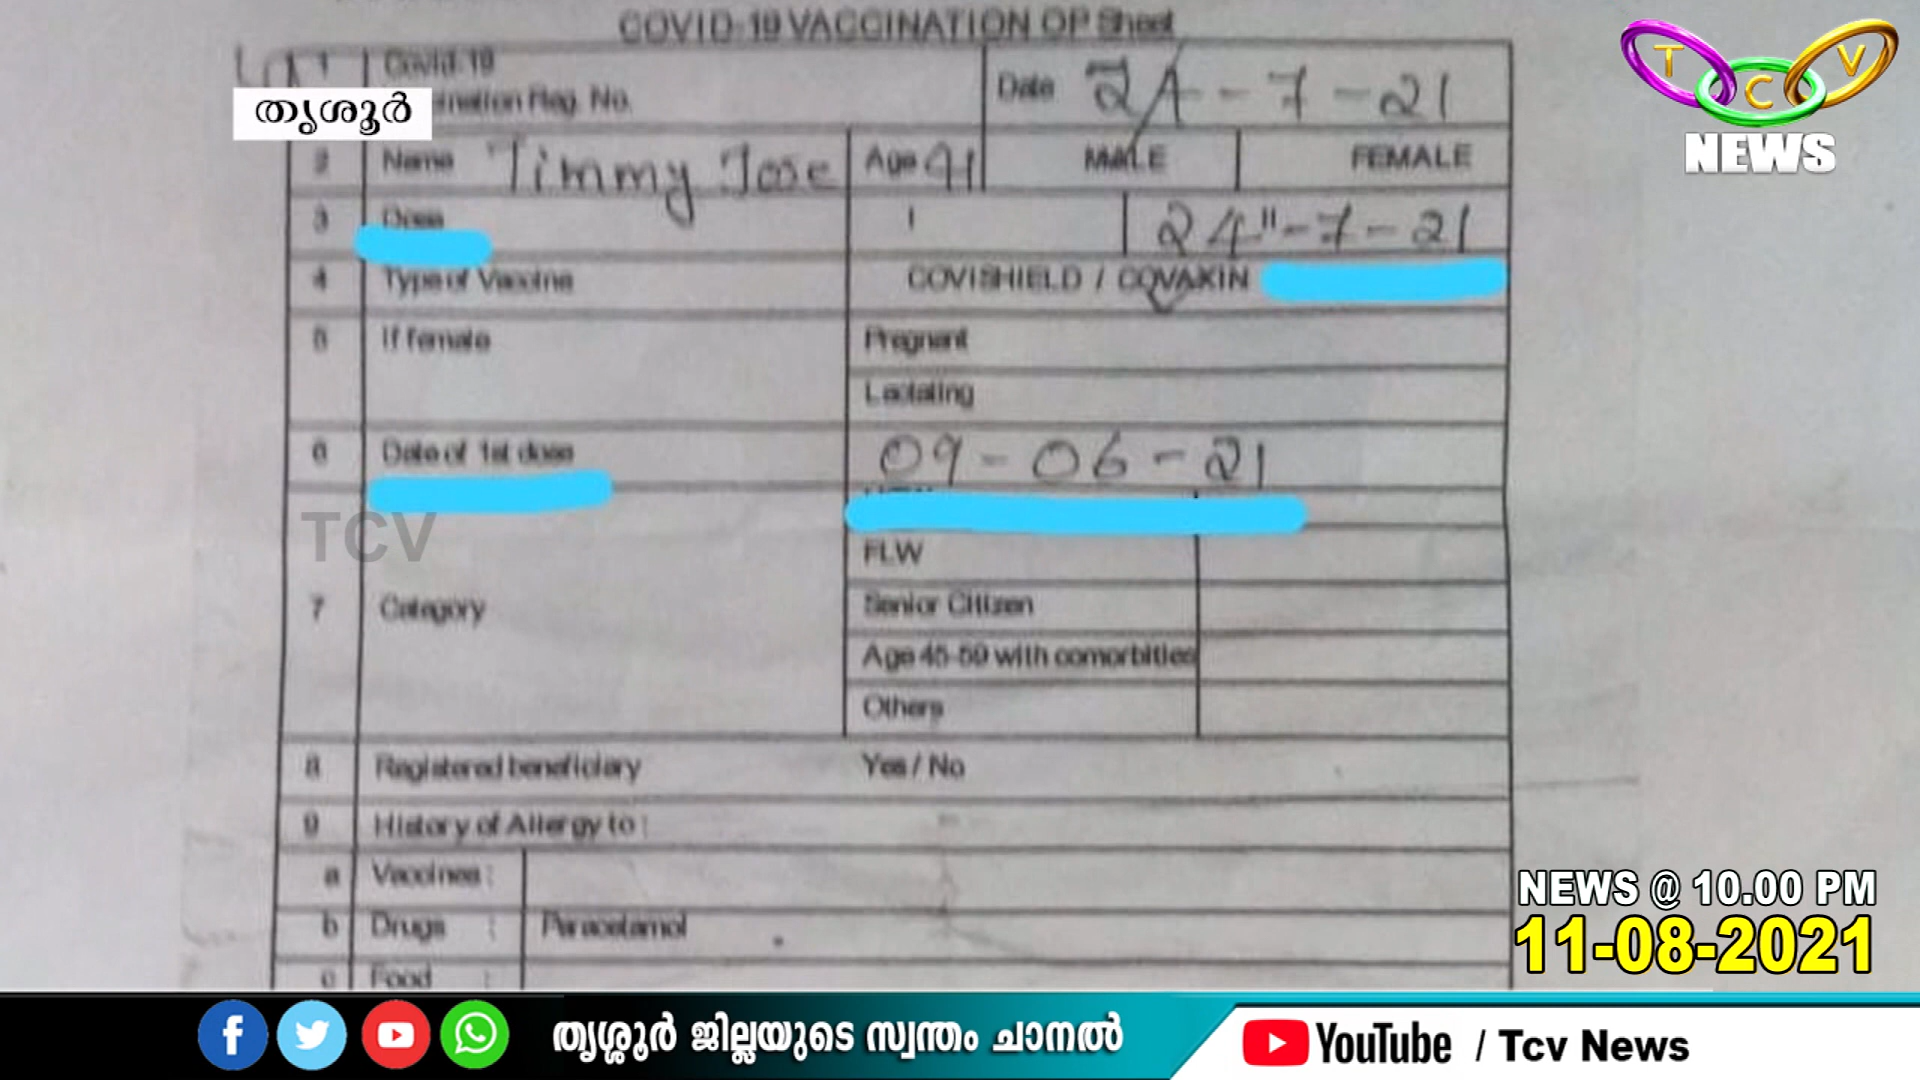 COVID-19 VACCINATION OP Sheet
T C V
NEWS
1 Covid-19
Reg. No.
Date 24-7-21
തൃശൂർ
2 Name Timmy Jose Age 41 MALE FEMALE
3 Dose 1 24"-7-21
4 Type of Vaccine COVISHIELD / COVAXIN
5 If female Pregnant
Lactating
6 Date of 1st dose 09-06-21
TCV
FLW
7 Category Senior Citizen
Age 45-59 with comorbities
Others
8 Registered beneficiary Yes / No
9 History of Allergy to :
a Vaccines :
b Drugs : Paracetamol
c Food :
NEWS @ 10.00 PM
11-08-2021
തൃശ്ശൂർ ജില്ലയുടെ സ്വന്തം ചാനൽ
YouTube / Tcv News